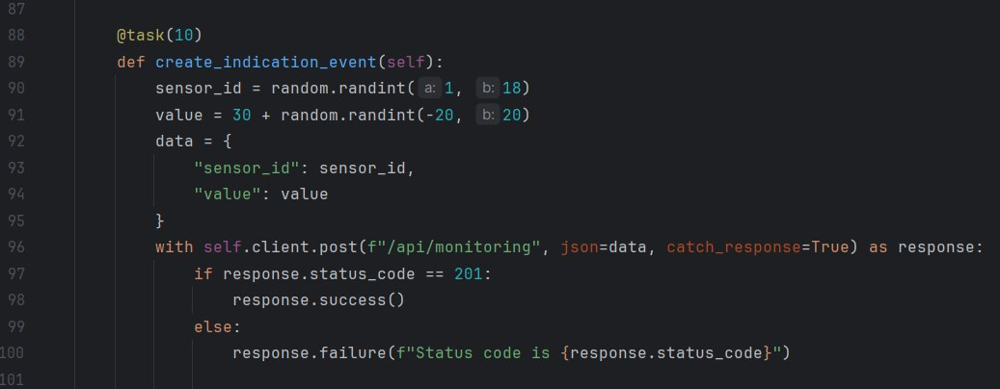 87
88 @task(10)
89 def create_indication_event(self):
90 sensor_id = random.randint( a: 1, b: 18)
91 value = 30 + random.randint(-20, b: 20)
92 data = {
93 "sensor_id": sensor_id,
94 "value": value
95 }
96 with self.client.post(f"/api/monitoring", json=data, catch_response=True) as response:
97 if response.status_code == 201:
98 response.success()
99 else:
100 response.failure(f"Status code is {response.status_code}")
101